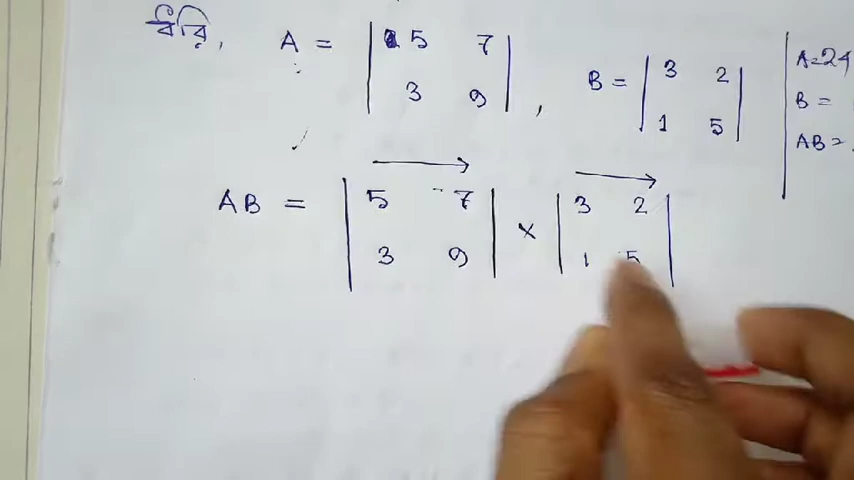 ধরি, A = | 5 7 | , B = | 3 2 |
| 3 9 | | 1 5 |
A=24
B =
AB =
AB = | 5 7 | × | 3 2 |
| 3 9 | | 1 5 |